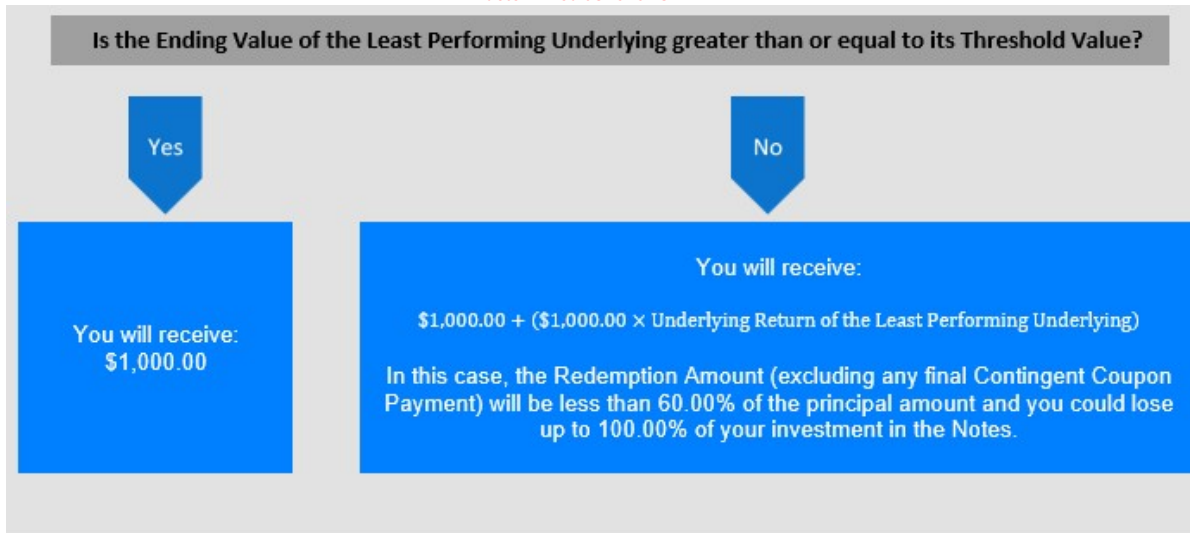 Is the Ending Value of the Least Performing Underlying greater than or equal to its Threshold Value?
Yes
No
You will receive:
$1,000.00
You will receive:
$1,000.00 + ($1,000.00 × Underlying Return of the Least Performing Underlying)
In this case, the Redemption Amount (excluding any final Contingent Coupon
Payment) will be less than 60.00% of the principal amount and you could lose
up to 100.00% of your investment in the Notes.